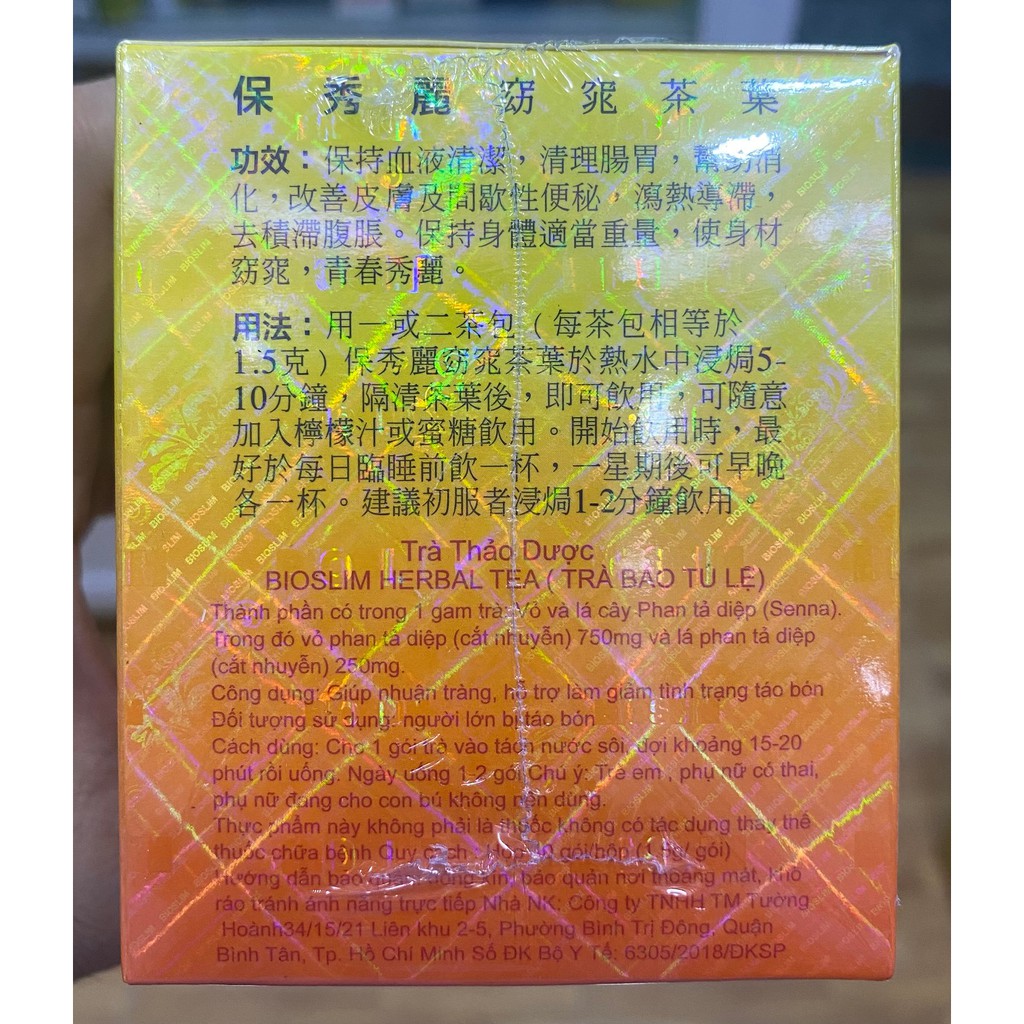 保秀麗窈窕茶葉
功效：保持血液清潔，清理腸胃，幫助消
化，改善皮膚及間歇性便秘，瀉熱導滯，
去積滯腹脹。保持身體適當重量，使身材
窈窕，青春秀麗。
用法：用一或二茶包（每茶包相等於
1.5克）保秀麗窈窕茶葉於熱水中浸焗5-
10分鐘，隔清茶葉後，即可飲用，可隨意
加入檸檬汁或蜜糖飲用。開始飲用時，最
好於每日臨睡前飲一杯，一星期後可早晚
各一杯。建議初服者浸焗1-2分鐘飲用。
Trà Thảo Dược
BIOSLIM HERBAL TEA ( TRÀ BẢO TÚ LỆ)
Thành phần có trong 1 gam trà: Vỏ và lá cây Phan tả diệp (Senna).
Trong đó vỏ phan tả diệp (cắt nhuyễn) 750mg và lá phan tả diệp
(cắt nhuyễn) 250mg.
Công dụng: Giúp nhuận tràng, hỗ trợ làm giảm tình trạng táo bón
Đối tượng sử dụng: người lớn bị táo bón
Cách dùng: Cho 1 gói trà vào tách nước sôi, đợi khoảng 15-20
phút rồi uống. Ngày uống 1-2 gói Chú ý: Trẻ em , phụ nữ có thai,
phụ nữ đang cho con bú không nên dùng.
Thực phẩm này không phải là thuốc không có tác dụng thay thế
thuốc chữa bệnh Quy cách : Hộp gói/hộp ( gói)
Hướng dẫn bảo quản: bảo quản nơi thoáng mát, khô
ráo tránh ánh nắng trực tiếp Nhà NK: Công ty TNHH TM Tường
Hoành34/15/21 Liên khu 2-5, Phường Bình Trị Đông, Quận
Bình Tân, Tp. Hồ Chí Minh Số ĐK Bộ Y Tế: 6305/2018/ĐKSP